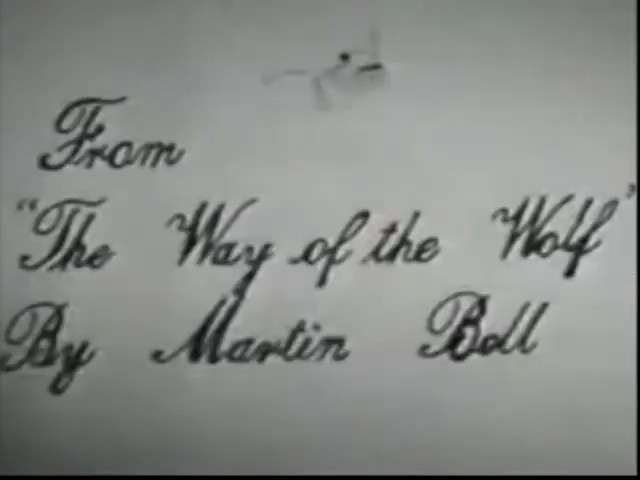 From
"The Way of the Wolf"
By Martin Bell